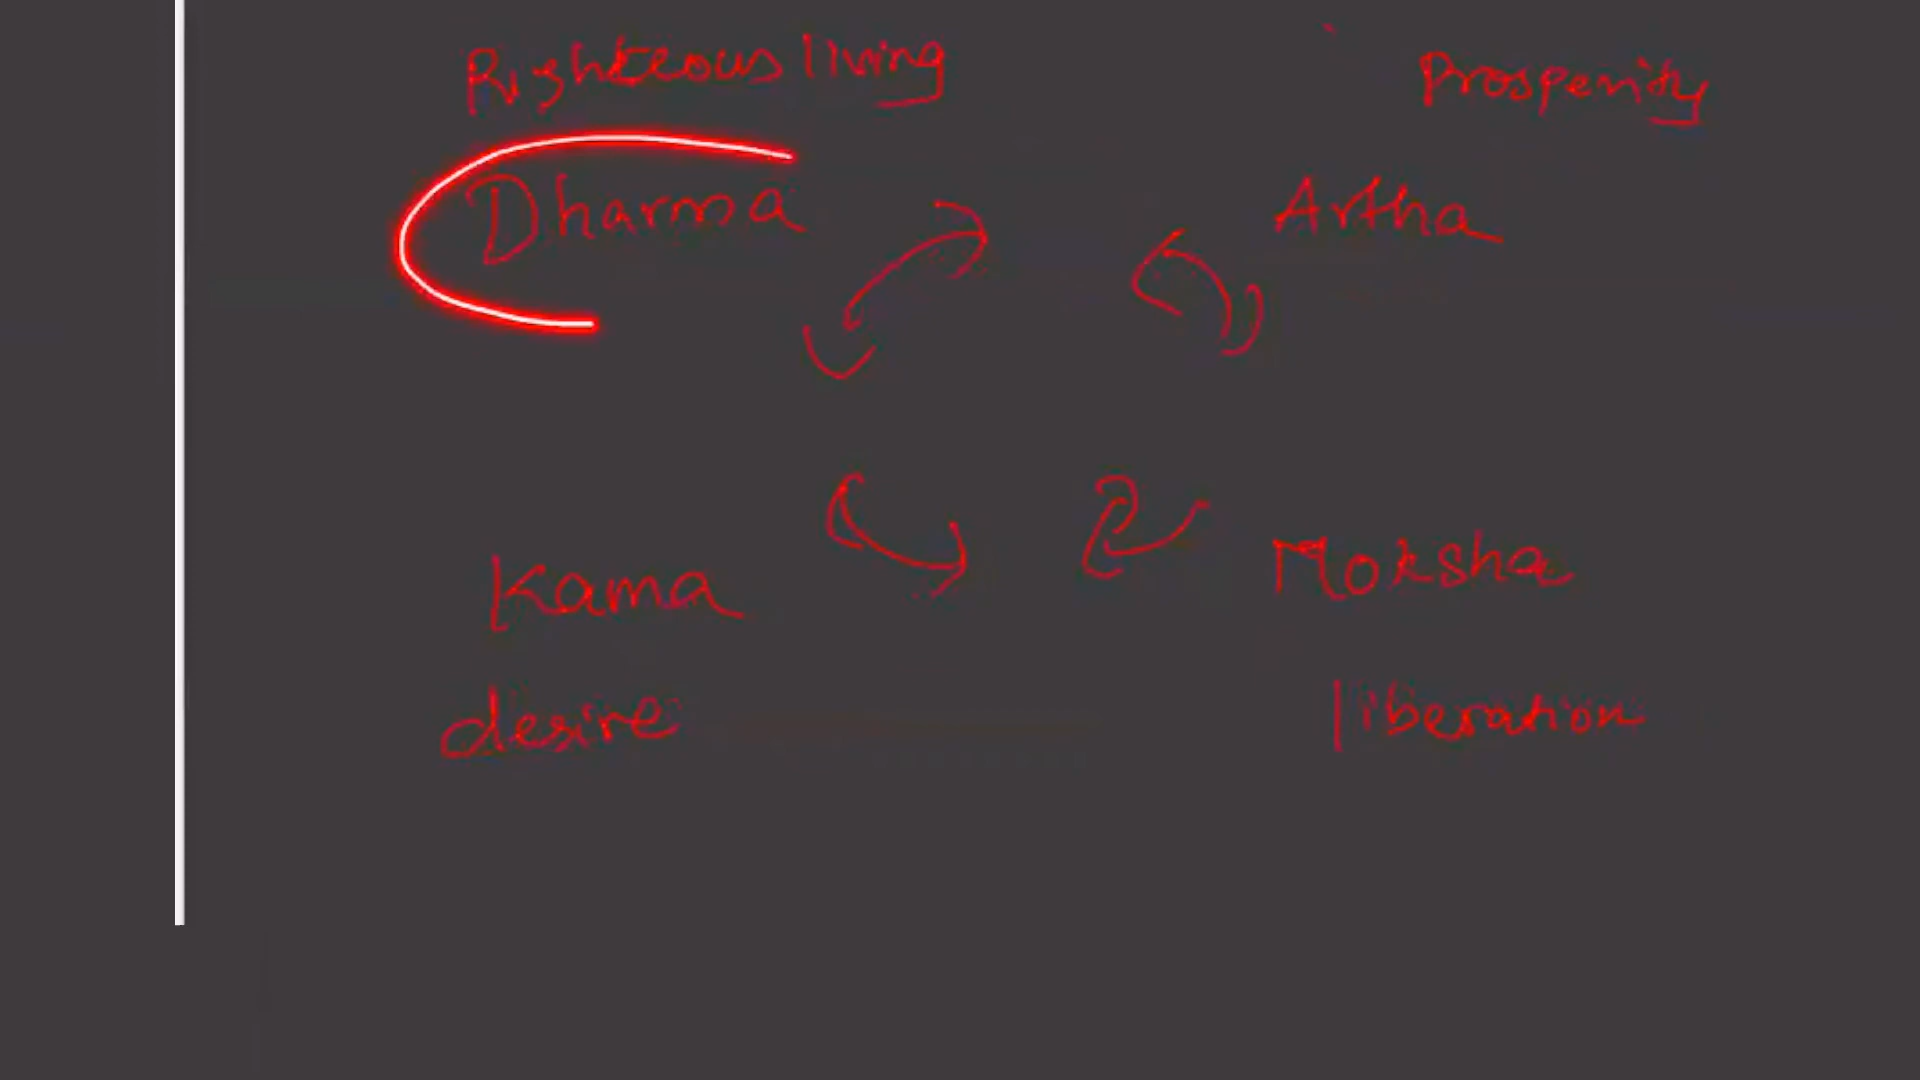 Righteous living
Prosperity
Dharma
Artha
Kama
Moksha
desire
liberation